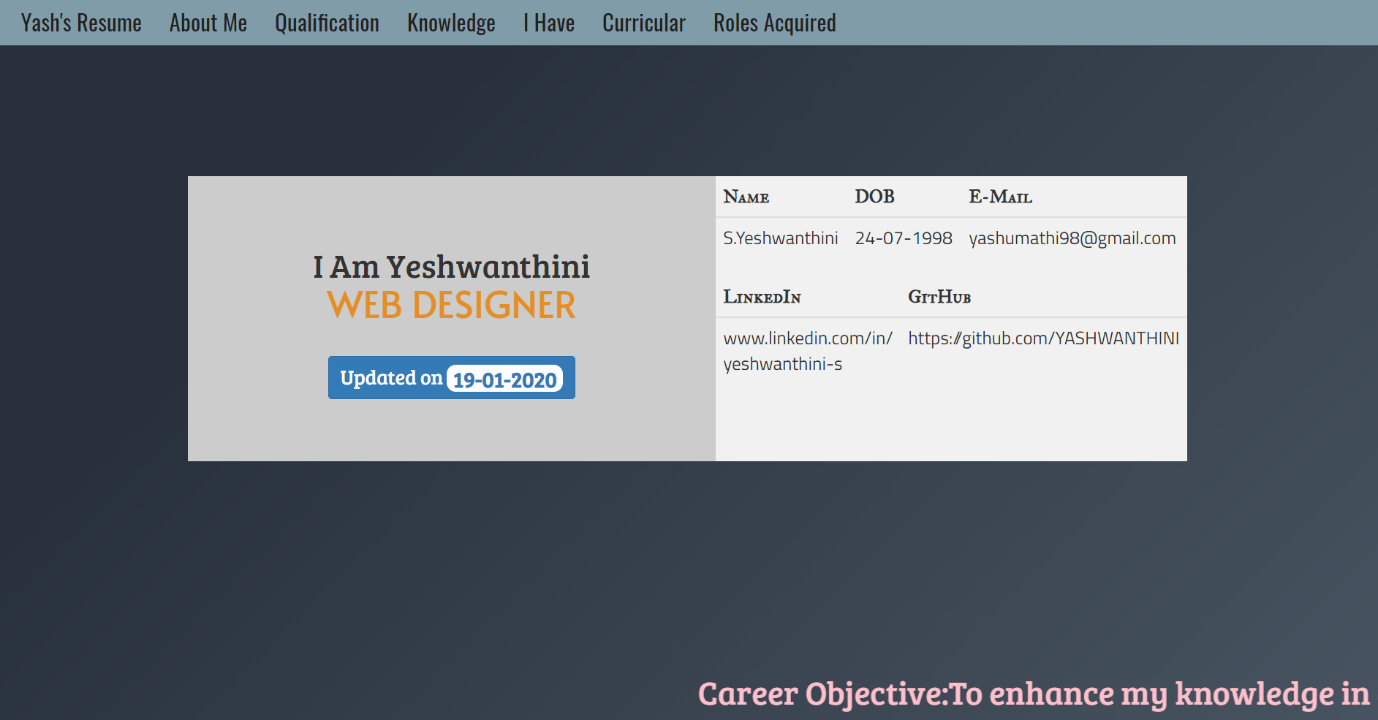 Yash's Resume About Me Qualification Knowledge I Have Curricular Roles Acquired
I Am Yeshwanthini
WEB DESIGNER
Updated on 19-01-2020
Name DOB E-Mail
S.Yeshwanthini 24-07-1998 yashumathi98@gmail.com
LinkedIn GitHub
www.linkedin.com/in/ https://github.com/YASHWANTHINI
yeshwanthini-s
Career Objective:To enhance my knowledge in